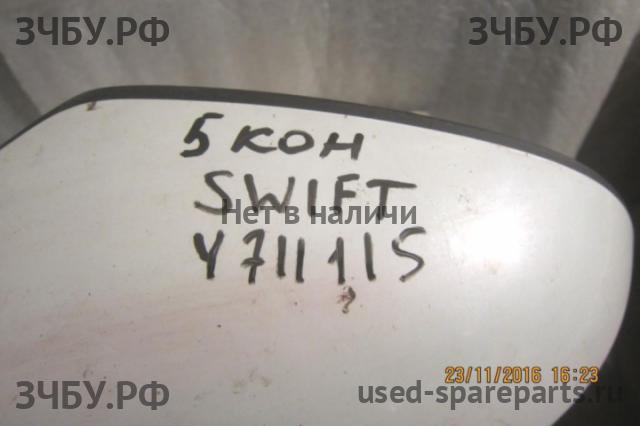 ЗЧБУ.РФ ЗЧБУ.РФ
5 КОН
SWIFT
Нет в наличи
23/11/2016 16:23
ЗЧБУ.РФ used-spareparts.ru